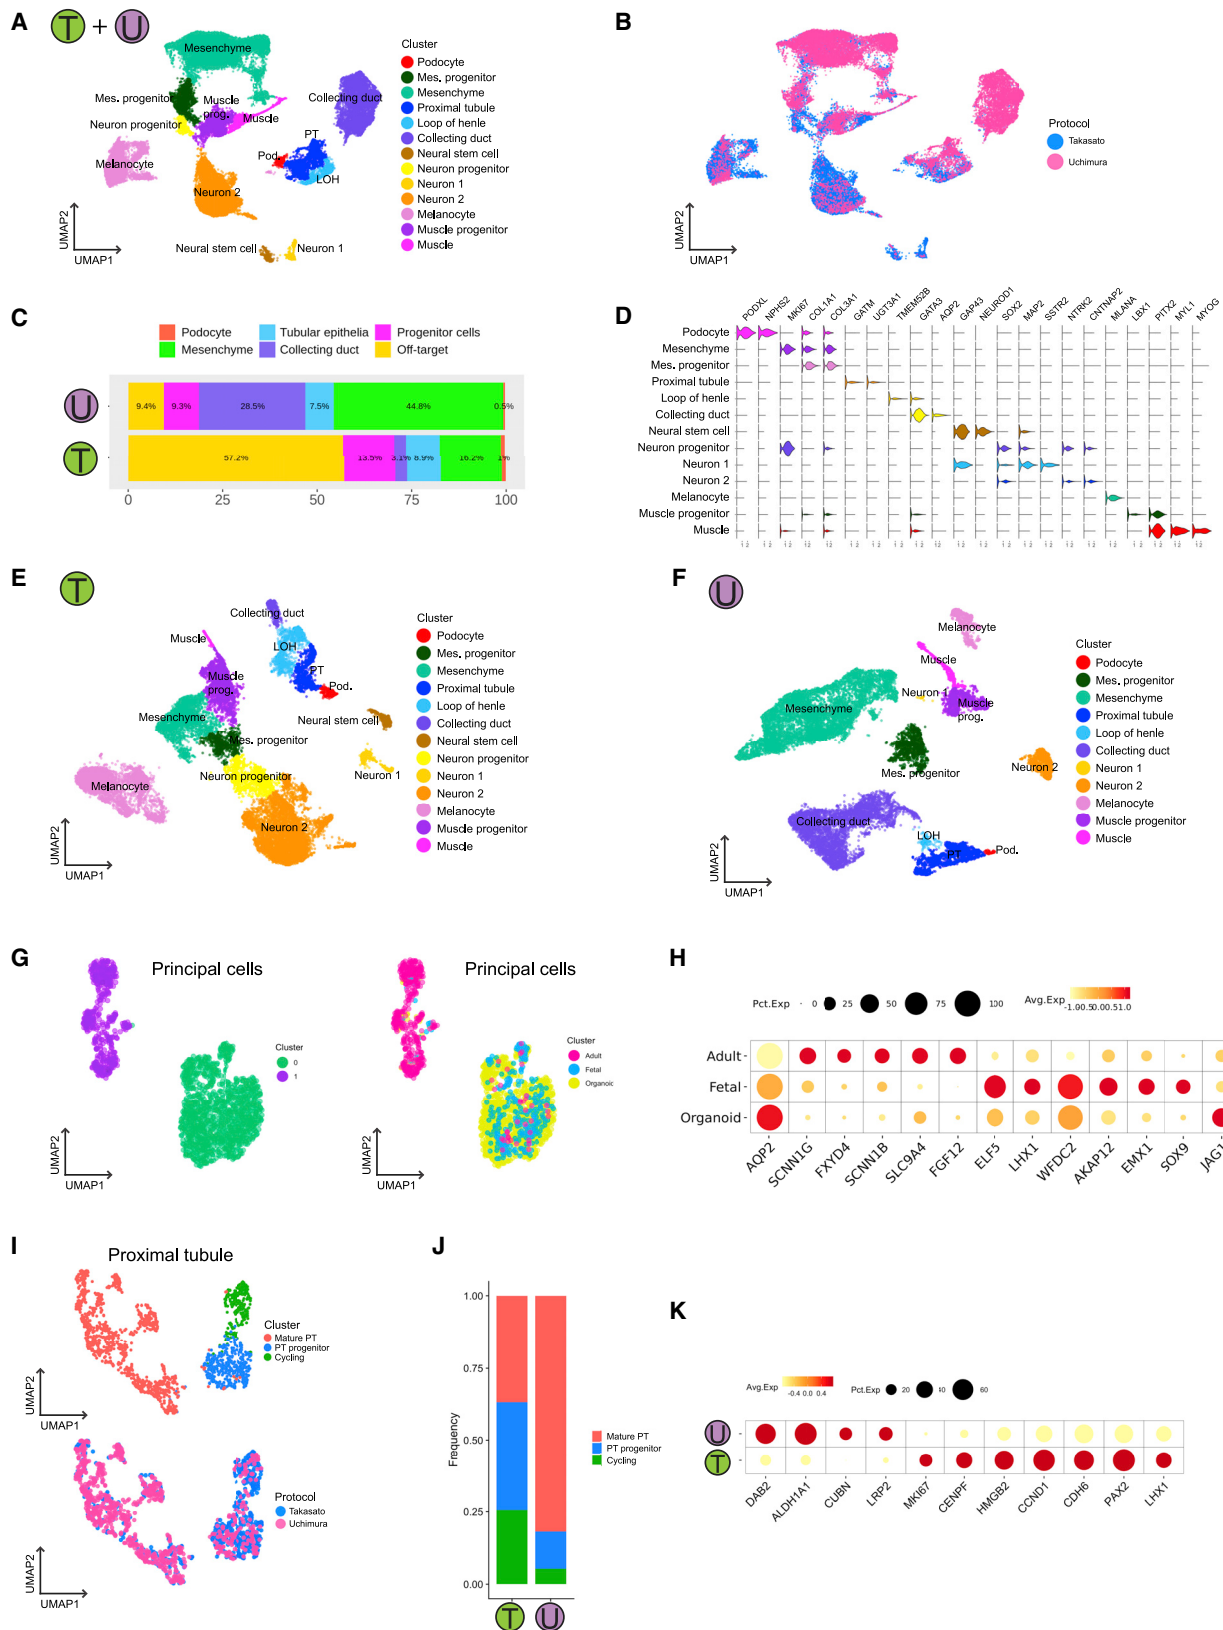 A
T + U
Mesenchyme
Mes. progenitor
Muscle prog.
Muscle
Neuron progenitor
Collecting duct
PT
Pod.
LOH
Melanocyte
Neuron 2
Neural stem cell
Neuron 1
UMAP2
UMAP1
Cluster
Podocyte
Mes. progenitor
Mesenchyme
Proximal tubule
Loop of henle
Collecting duct
Neural stem cell
Neuron progenitor
Neuron 1
Neuron 2
Melanocyte
Muscle progenitor
Muscle
B
Protocol
Takasato
Uchimura
UMAP2
UMAP1
C
Podocyte Tubular epithelia Progenitor cells
Mesenchyme Collecting duct Off-target
U
9.4% 9.3% 28.5% 7.5% 44.8% 0.5%
T
57.2% 13.5% 3.1% 8.9% 16.2% 1%
0 25 50 75 100
D
PODXL NPHS2 MKI67 COL1A1 COL3A1 GATM UGT3A1 TMEM52B GATA3 AQP2 GAP43 NEUROD1 SOX2 MAP2 SSTR2 NTRK2 CNTNAP2 MLANA LBX1 PITX2 MYL1 MYOG
Podocyte
Mesenchyme
Mes. progenitor
Proximal tubule
Loop of henle
Collecting duct
Neural stem cell
Neuron progenitor
Neuron 1
Neuron 2
Melanocyte
Muscle progenitor
Muscle
E
T
Collecting duct
Muscle
LOH
PT
Muscle prog.
Pod.
Mesenchyme
Neural stem cell
Mes. progenitor
Neuron progenitor
Neuron 1
Melanocyte
Neuron 2
UMAP2
UMAP1
Cluster
Podocyte
Mes. progenitor
Mesenchyme
Proximal tubule
Loop of henle
Collecting duct
Neural stem cell
Neuron progenitor
Neuron 1
Neuron 2
Melanocyte
Muscle progenitor
Muscle
F
U
Melanocyte
Muscle
Neuron 1
Muscle prog.
Mesenchyme
Mes. progenitor
Neuron 2
Collecting duct
LOH
PT
Pod.
UMAP2
UMAP1
Cluster
Podocyte
Mes. progenitor
Mesenchyme
Proximal tubule
Loop of henle
Collecting duct
Neuron 1
Neuron 2
Melanocyte
Muscle progenitor
Muscle
G
Principal cells
Cluster
0
1
UMAP2
UMAP1
Principal cells
Cluster
Adult
Fetal
Organoid
UMAP2
UMAP1
H
Pct.Exp 0 25 50 75 100
Avg.Exp -1.00.50.00.51.0
Adult
Fetal
Organoid
AQP2 SCNN1G FXYD4 SCNN1B SLC9A4 FGF12 ELF5 LHX1 WFDC2 AKAP12 EMX1 SOX9 JAG1
I
Proximal tubule
Cluster
Mature PT
PT progenitor
Cycling
UMAP2
UMAP1
Protocol
Takasato
Uchimura
UMAP2
UMAP1
J
Frequency
1.00
0.75
0.50
0.25
0.00
T U
Mature PT
PT progenitor
Cycling
K
Avg.Exp -0.4 0.0 0.4
Pct.Exp 20 40 60
U
T
DAB2 ALDH1A1 CUBN LRP2 MKI67 CENPF HMGB2 CCND1 CDH6 PAX2 LHX1